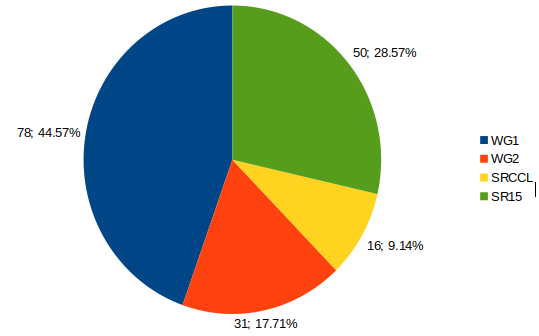 50; 28.57%
78; 44.57%
WG1
WG2
SRCCL
SR15
16; 9.14%
31; 17.71%